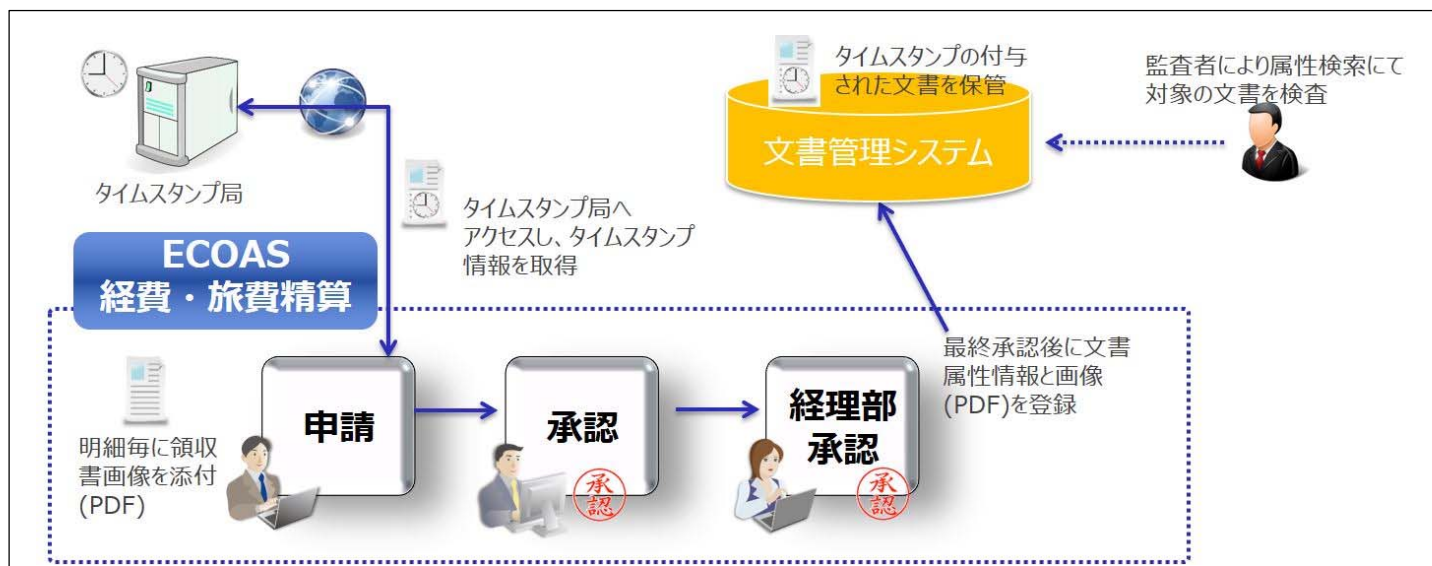 タイムスタンプ局
タイムスタンプ局へ
アクセスし、タイムスタンプ
情報を取得
タイムスタンプの付与
された文書を保管
文書管理システム
監査者により属性検索にて
対象の文書を検査
ECOAS
経費・旅費精算
明細毎に領収
書画像を添付
(PDF)
申請
承認
承認
経理部
承認
承認
最終承認後に文書
属性情報と画像
(PDF)を登録